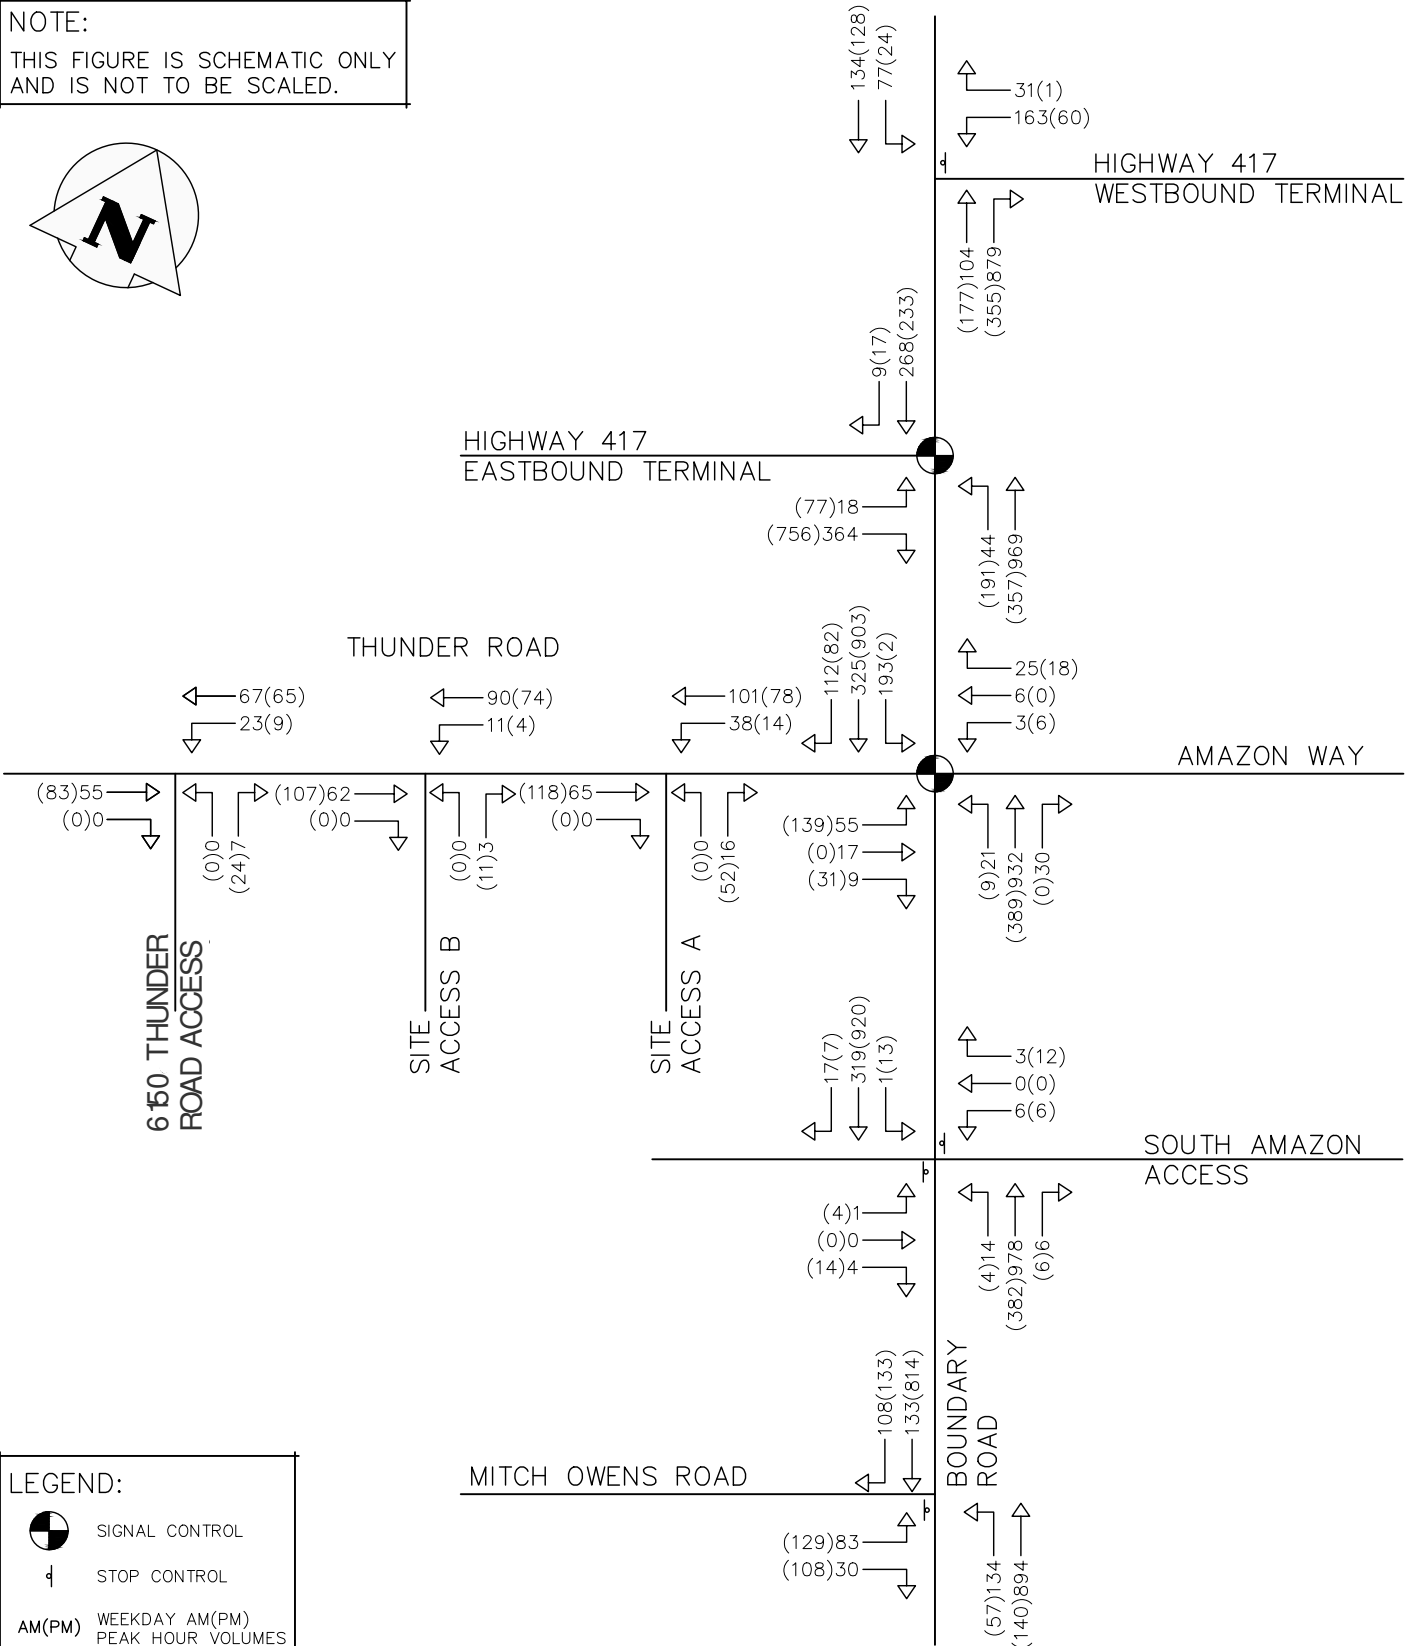 NOTE:
THIS FIGURE IS SCHEMATIC ONLY
AND IS NOT TO BE SCALED.
N
134(128)
77(24)
31(1)
163(60)
HIGHWAY 417
WESTBOUND TERMINAL
(177)104
(355)879
9(17)
268(233)
HIGHWAY 417
EASTBOUND TERMINAL
(77)18
(756)364
(191)44
(357)969
THUNDER ROAD
67(65)
23(9)
90(74)
11(4)
101(78)
38(14)
112(82)
325(903)
193(2)
25(18)
6(0)
3(6)
AMAZON WAY
(83)55
(0)0
(0)0
(24)7
(107)62
(0)0
(0)0
(11)3
(118)65
(0)0
(0)0
(52)16
(139)55
(0)17
(31)9
(9)21
(389)932
(0)30
6150 THUNDER
ROAD ACCESS
SITE
ACCESS B
SITE
ACCESS A
17(7)
319(920)
1(13)
3(12)
0(0)
6(6)
SOUTH AMAZON
ACCESS
(4)1
(0)0
(14)4
(4)14
(382)978
(6)6
108(133)
133(814)
BOUNDARY
ROAD
MITCH OWENS ROAD
(129)83
(108)30
(57)134
(140)894
LEGEND:
SIGNAL CONTROL
STOP CONTROL
AM(PM) WEEKDAY AM(PM)
PEAK HOUR VOLUMES